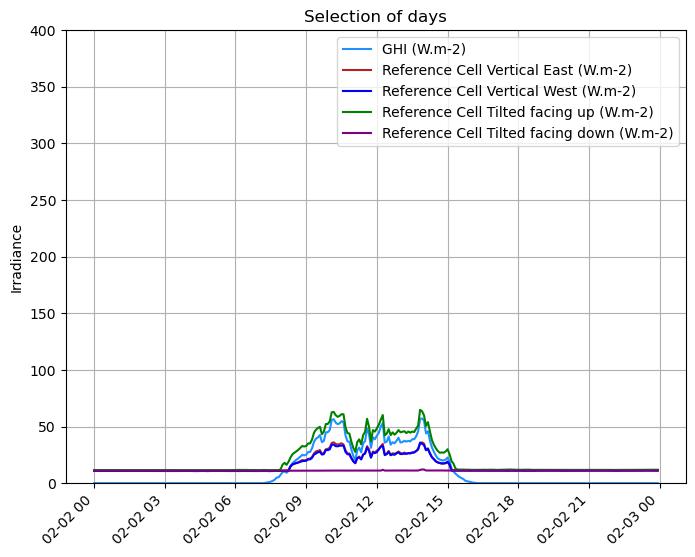 Selection of days
GHI (W.m-2)
Reference Cell Vertical East (W.m-2)
Reference Cell Vertical West (W.m-2)
Reference Cell Tilted facing up (W.m-2)
Reference Cell Tilted facing down (W.m-2)
Irradiance
400
350
300
250
200
150
100
50
0
02-02 00
02-02 03
02-02 06
02-02 09
02-02 12
02-02 15
02-02 18
02-02 21
02-03 00